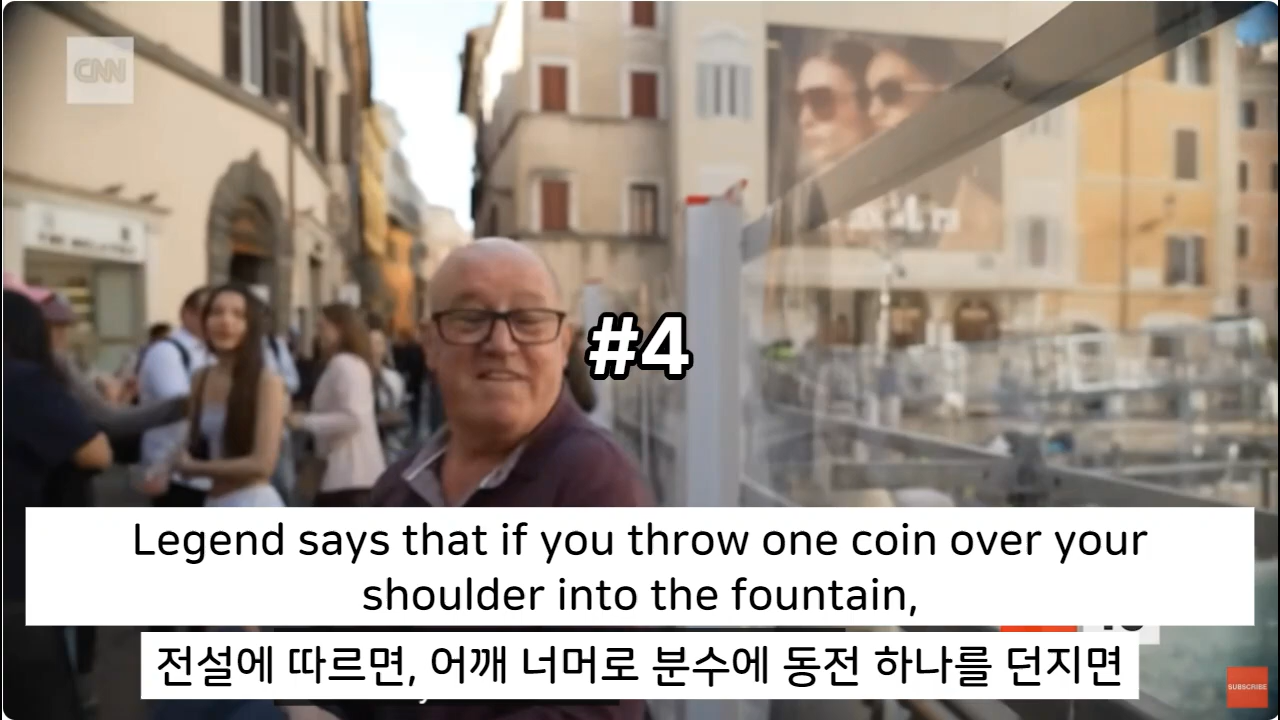 CNN
#4
Legend says that if you throw one coin over your
shoulder into the fountain,
전설에 따르면, 어깨 너머로 분수에 동전 하나를 던지면
SUBSCRIBE